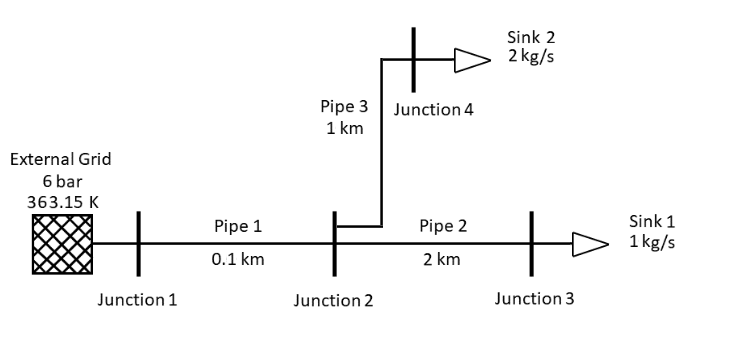 Sink 2
2 kg/s
Pipe 3
1 km
Junction 4
External Grid
6 bar
363.15 K
Pipe 1
0.1 km
Pipe 2
2 km
Sink 1
1 kg/s
Junction 1
Junction 2
Junction 3